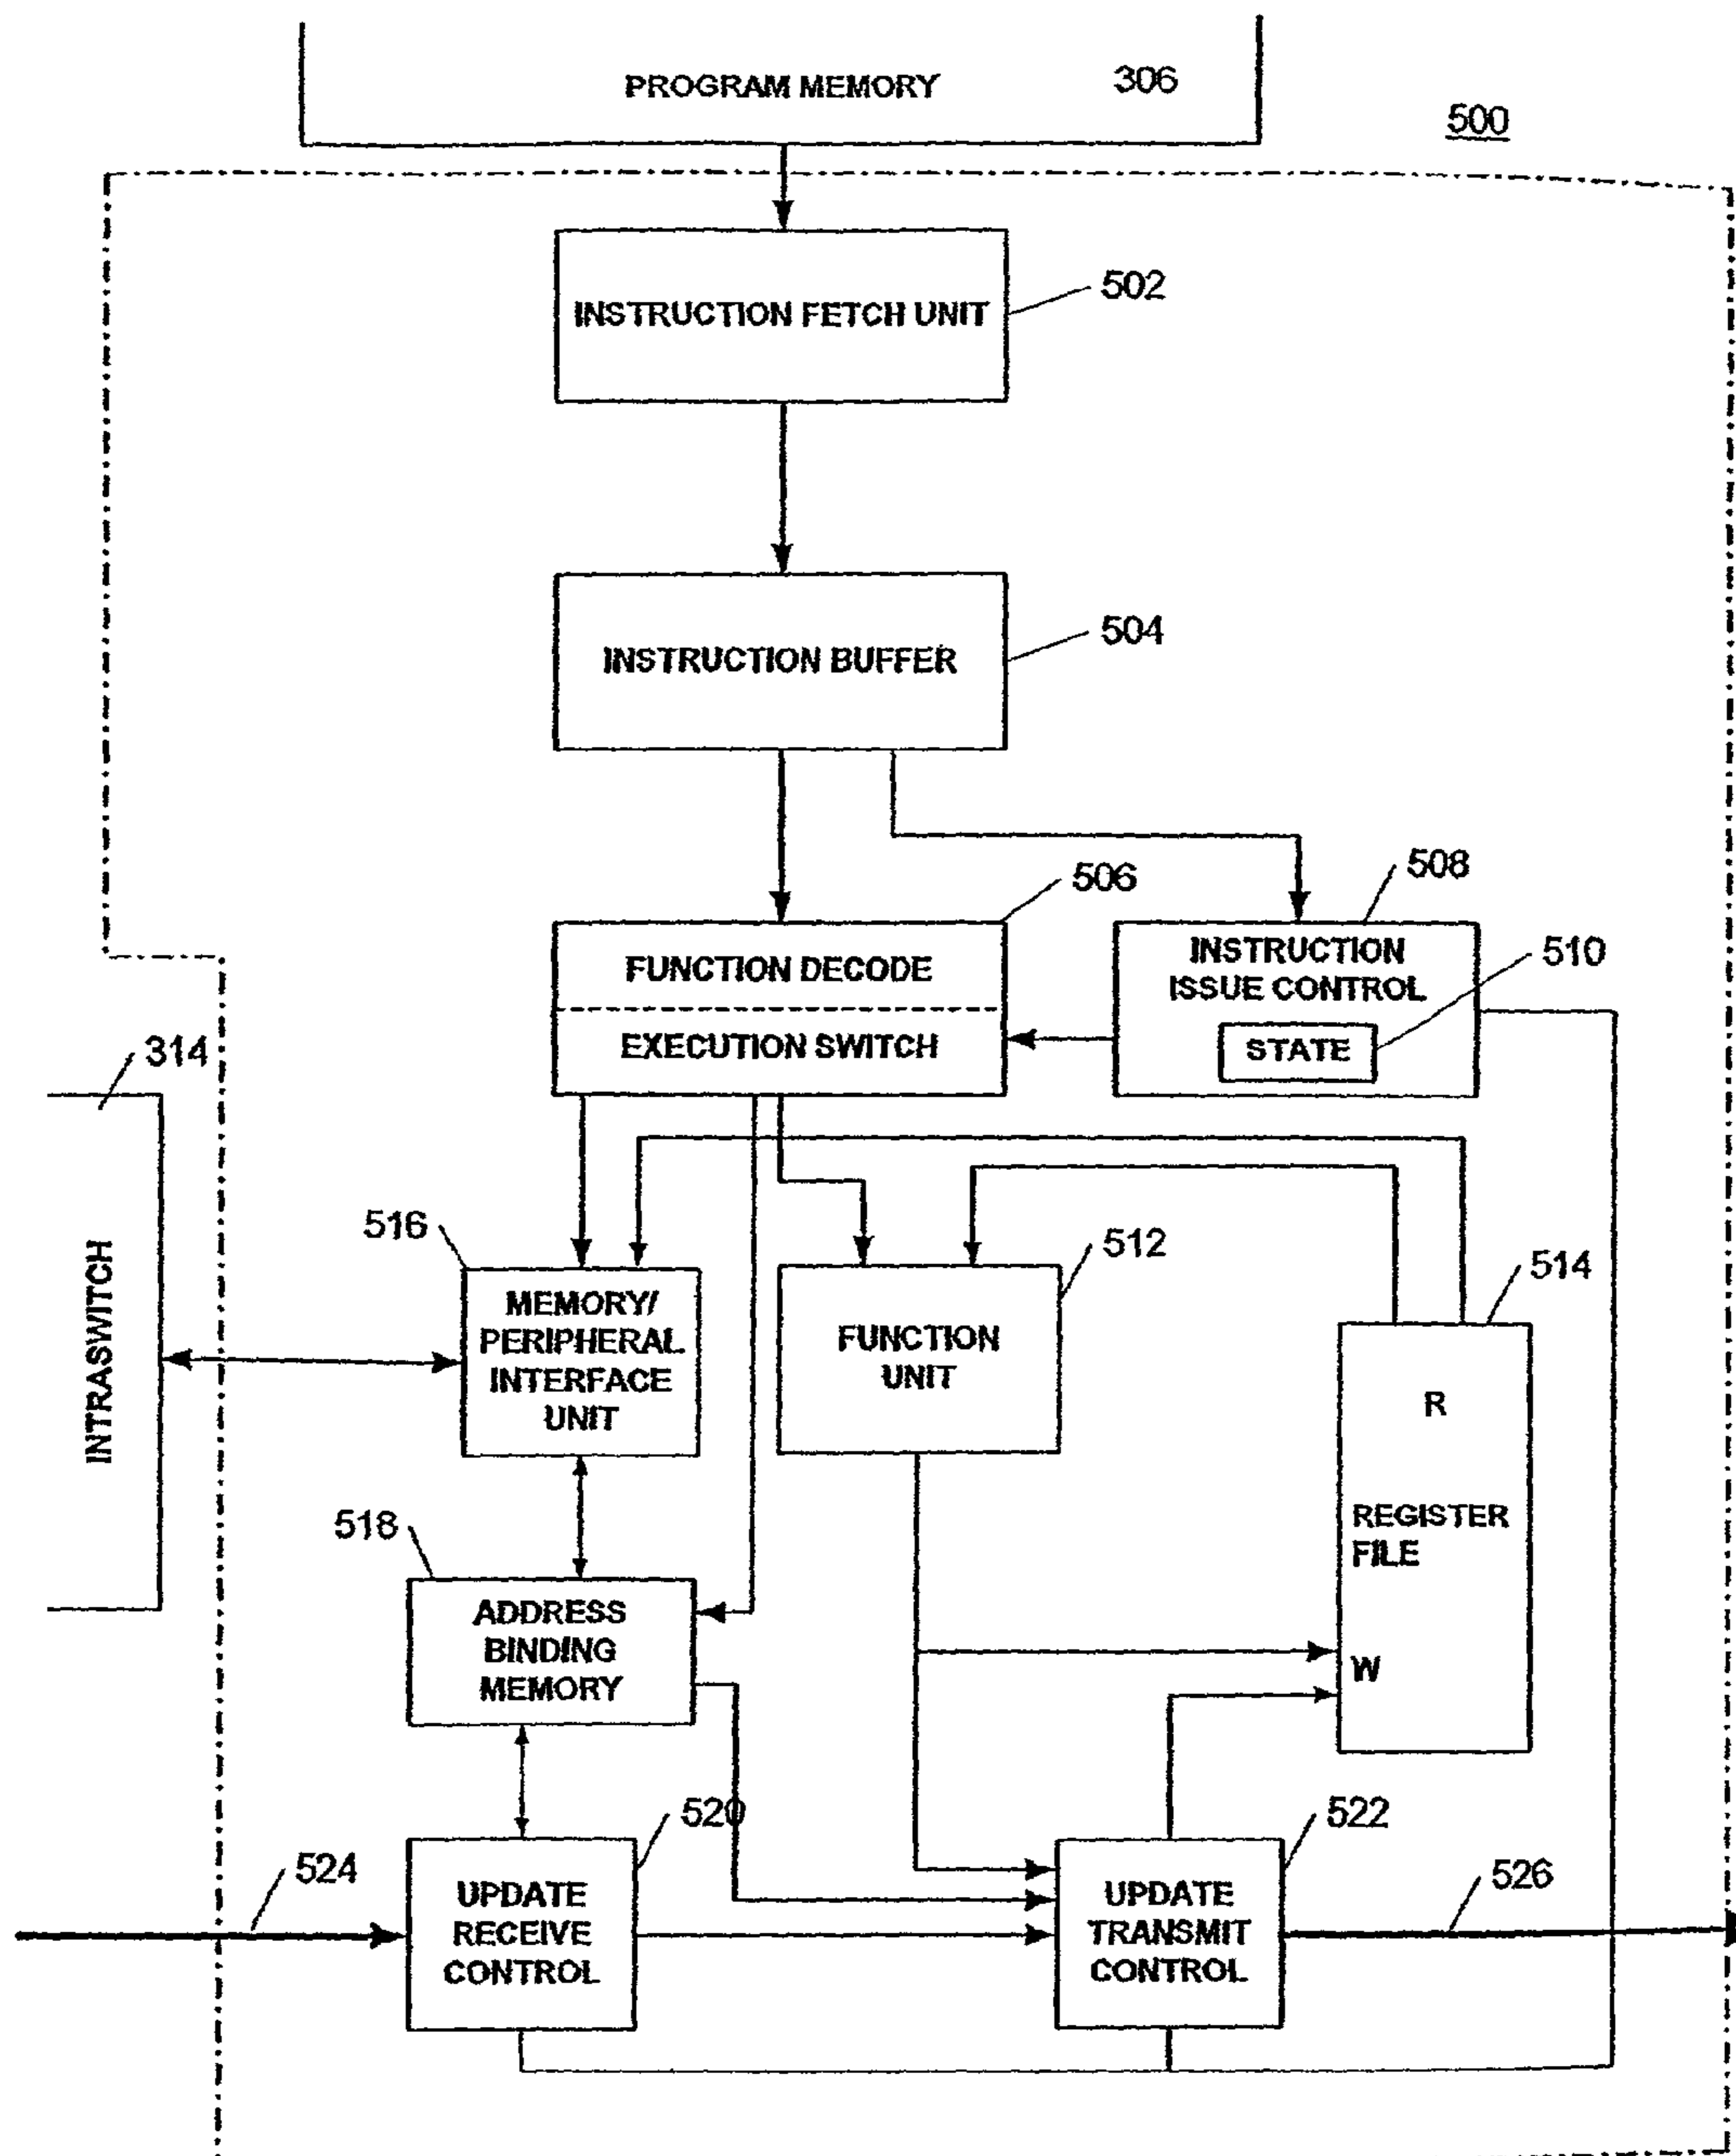 PROGRAM MEMORY 306
500
INSTRUCTION FETCH UNIT
502
INSTRUCTION BUFFER
504
506
508
FUNCTION DECODE
EXECUTION SWITCH
INSTRUCTION
ISSUE CONTROL
STATE
510
314
INTRASWITCH
516
MEMORY/
PERIPHERAL
INTERFACE
UNIT
512
FUNCTION
UNIT
514
R
REGISTER
FILE
W
518
ADDRESS
BINDING
MEMORY
520
522
524
UPDATE
RECEIVE
CONTROL
UPDATE
TRANSMIT
CONTROL
526